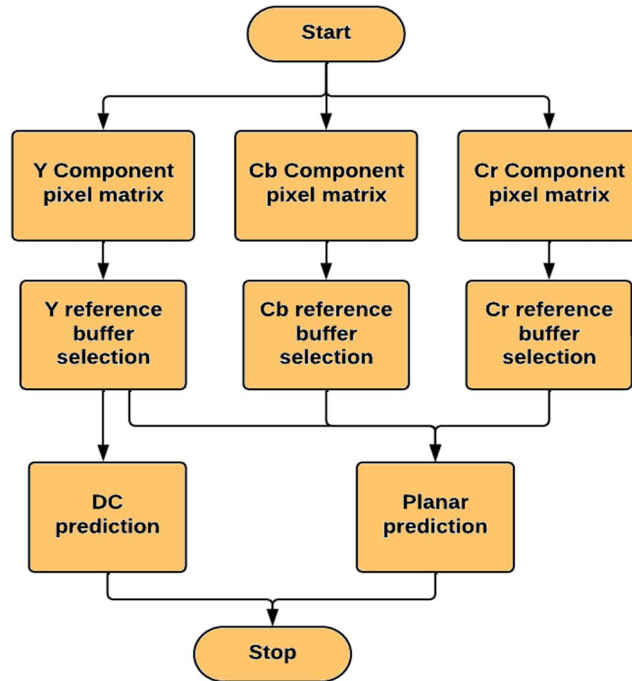 Start
Y Component
pixel matrix
Cb Component
pixel matrix
Cr Component
pixel matrix
Y reference
buffer
selection
Cb reference
buffer
selection
Cr reference
buffer
selection
DC
prediction
Planar
prediction
Stop